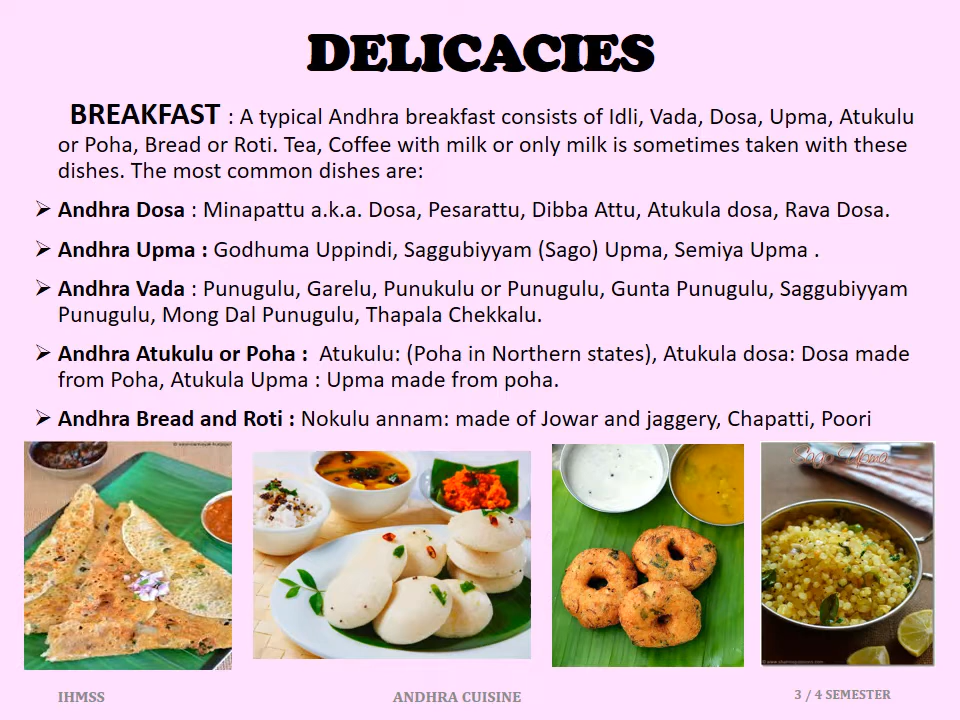 DELICACIES
BREAKFAST : A typical Andhra breakfast consists of Idli, Vada, Dosa, Upma, Atukulu
or Poha, Bread or Roti. Tea, Coffee with milk or only milk is sometimes taken with these
dishes. The most common dishes are:
➢ Andhra Dosa : Minapattu a.k.a. Dosa, Pesarattu, Dibba Attu, Atukula dosa, Rava Dosa.
➢ Andhra Upma : Godhuma Uppindi, Saggubiyyam (Sago) Upma, Semiya Upma .
➢ Andhra Vada : Punugulu, Garelu, Punukulu or Punugulu, Gunta Punugulu, Saggubiyyam
Punugulu, Mong Dal Punugulu, Thapala Chekkalu.
➢ Andhra Atukulu or Poha : Atukulu: (Poha in Northern states), Atukula dosa: Dosa made
from Poha, Atukula Upma : Upma made from poha.
➢ Andhra Bread and Roti : Nokulu annam: made of Jowar and jaggery, Chapatti, Poori
Sago Upma
IHMSS
ANDHRA CUISINE
3 / 4 SEMESTER